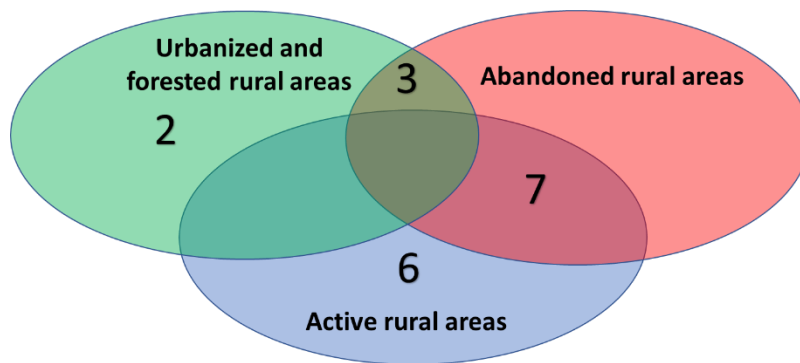 Urbanized and
forested rural areas
3
Abandoned rural areas
2
7
6
Active rural areas